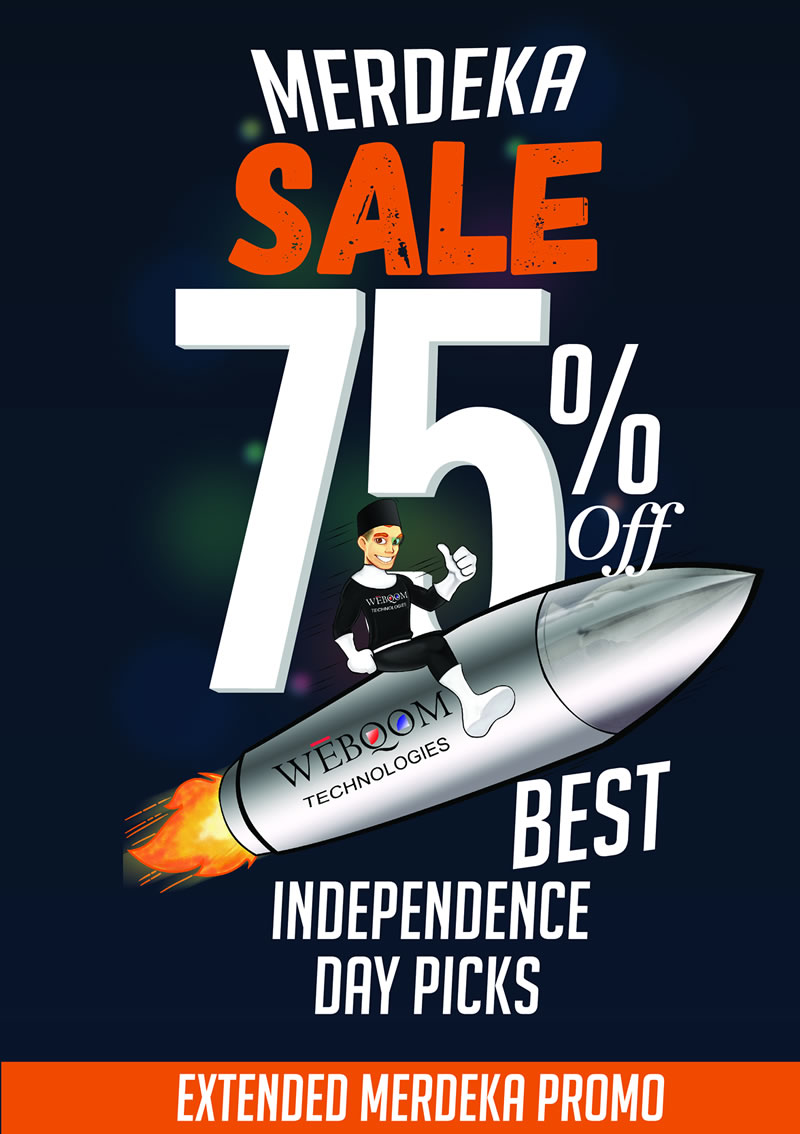 MERDEKA
SALE
75%
Off
WEBQOM
TECHNOLOGIES
WEBQOM
TECHNOLOGIES
BEST
INDEPENDENCE
DAY PICKS
EXTENDED MERDEKA PROMO